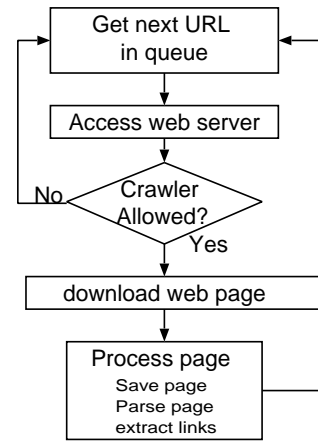 Get next URL
in queue
Access web server
Crawler
Allowed?
No
Yes
download web page
Process page
Save page
Parse page
extract links